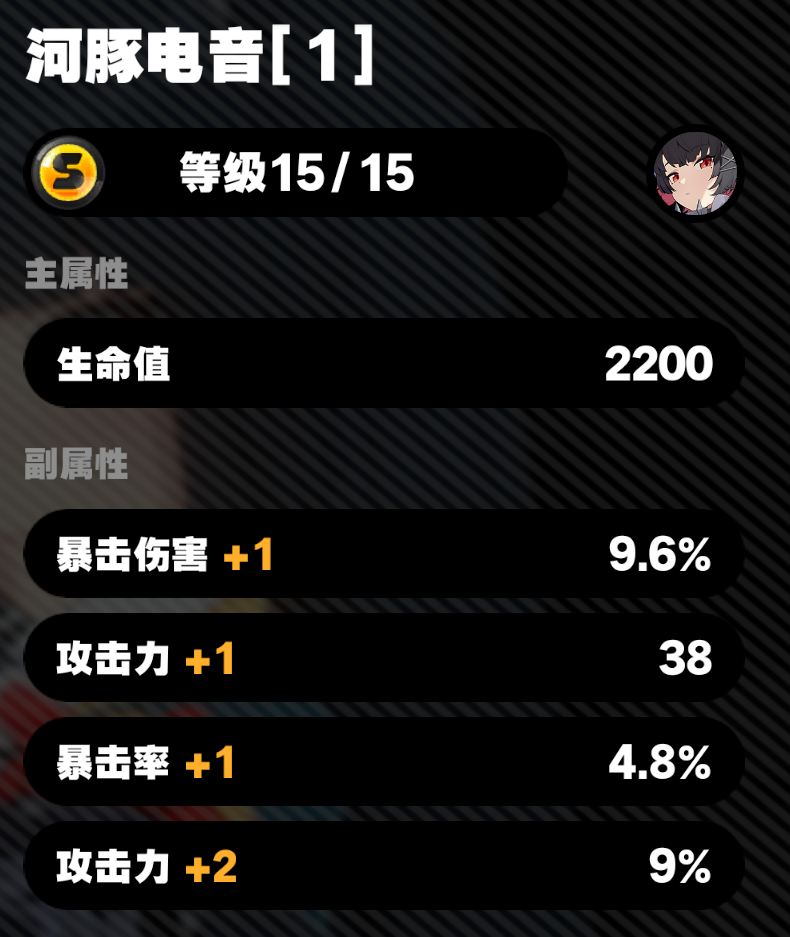 河豚电音[1]
S 等级15/15
主属性
生命值 2200
副属性
暴击伤害 +1 9.6%
攻击力 +1 38
暴击率 +1 4.8%
攻击力 +2 9%